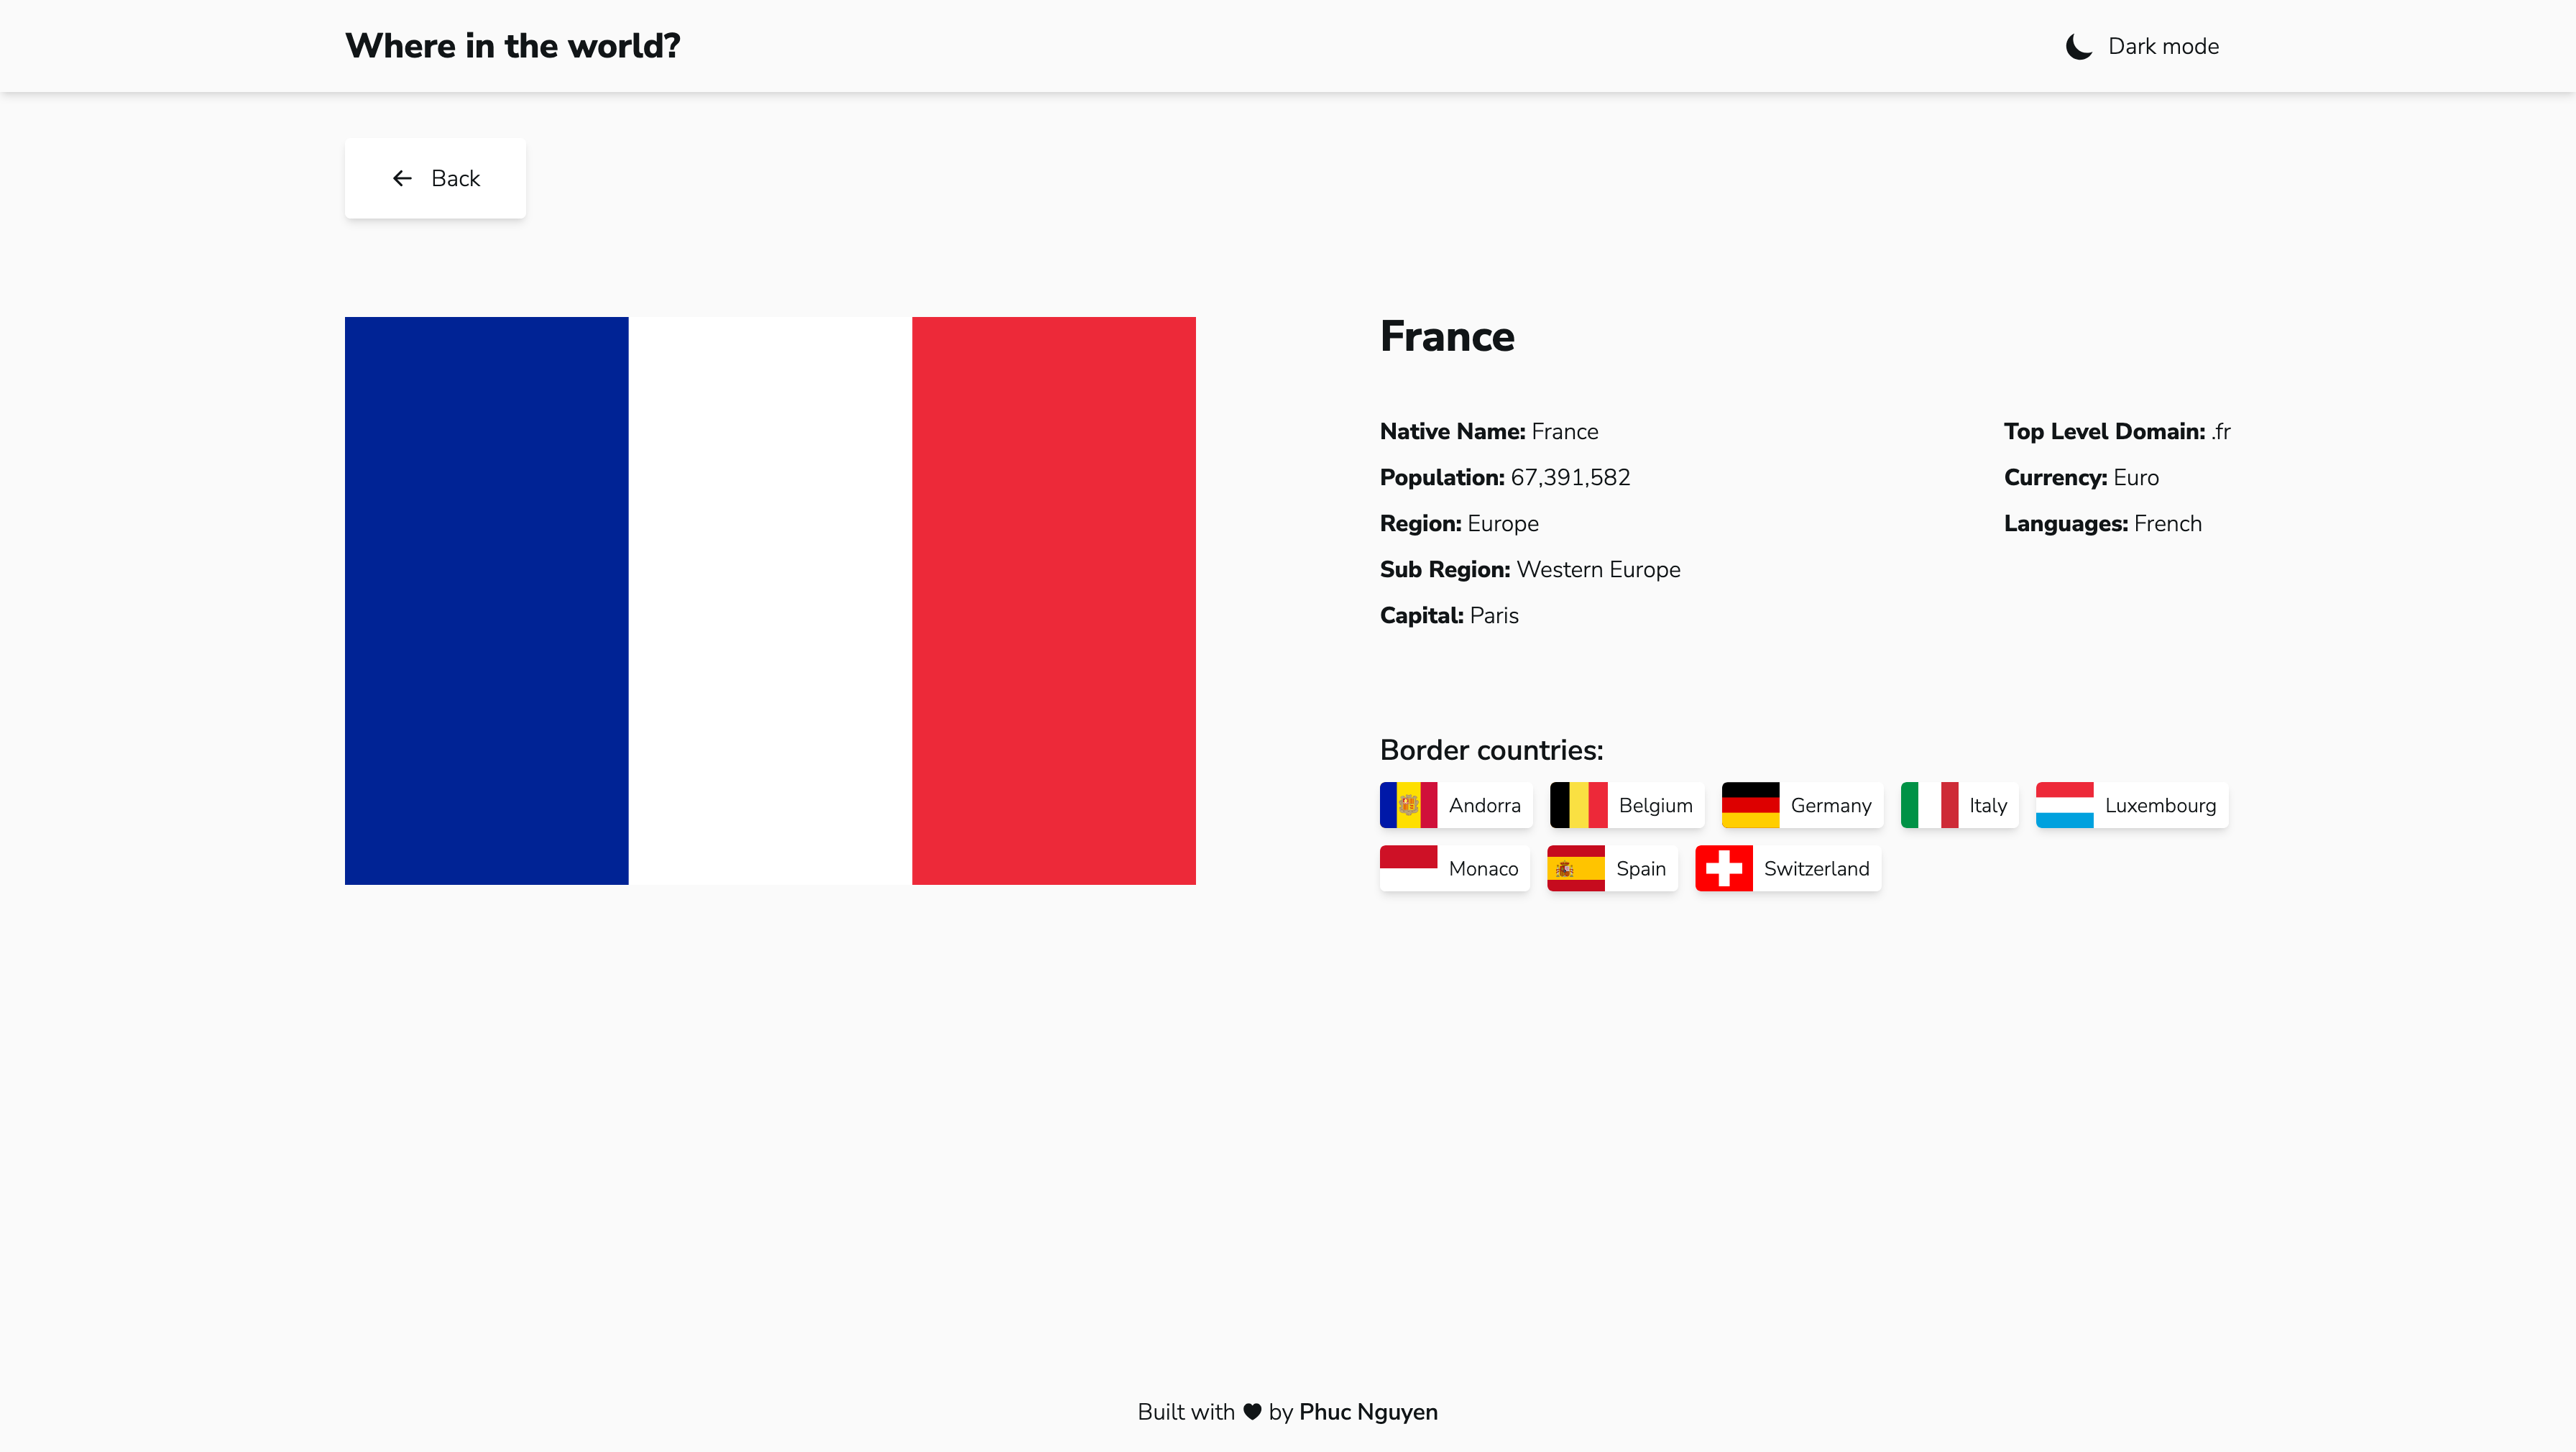 Where in the world?
Dark mode
Back
France
Native Name: France
Population: 67,391,582
Region: Europe
Sub Region: Western Europe
Capital: Paris
Top Level Domain: .fr
Currency: Euro
Languages: French
Border countries:
Andorra Belgium Germany Italy Luxembourg
Monaco Spain Switzerland
Built with ♥ by Phuc Nguyen